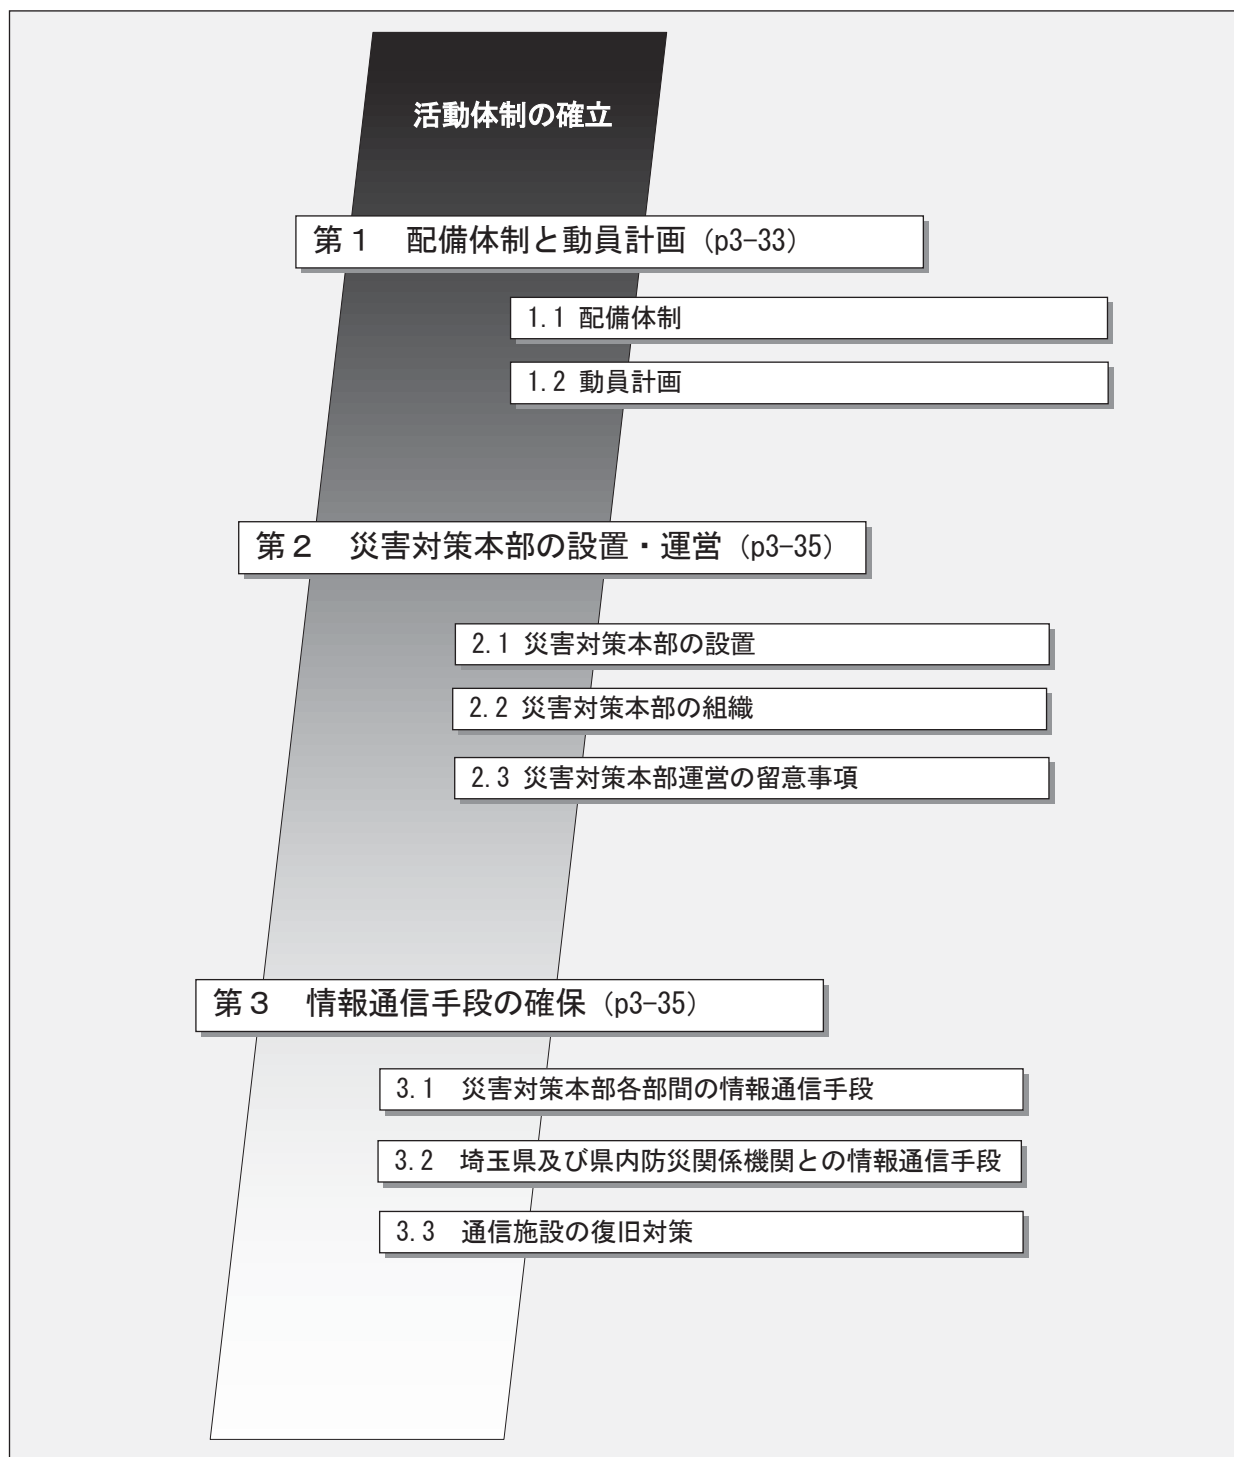 活動体制の確立
第１　配備体制と動員計画（p3-33）
1.1 配備体制
1.2 動員計画
第２　災害対策本部の設置・運営（p3-35）
2.1 災害対策本部の設置
2.2 災害対策本部の組織
2.3 災害対策本部運営の留意事項
第３　情報通信手段の確保（p3-35）
3.1　災害対策本部各部間の情報通信手段
3.2　埼玉県及び県内防災関係機関との情報通信手段
3.3　通信施設の復旧対策